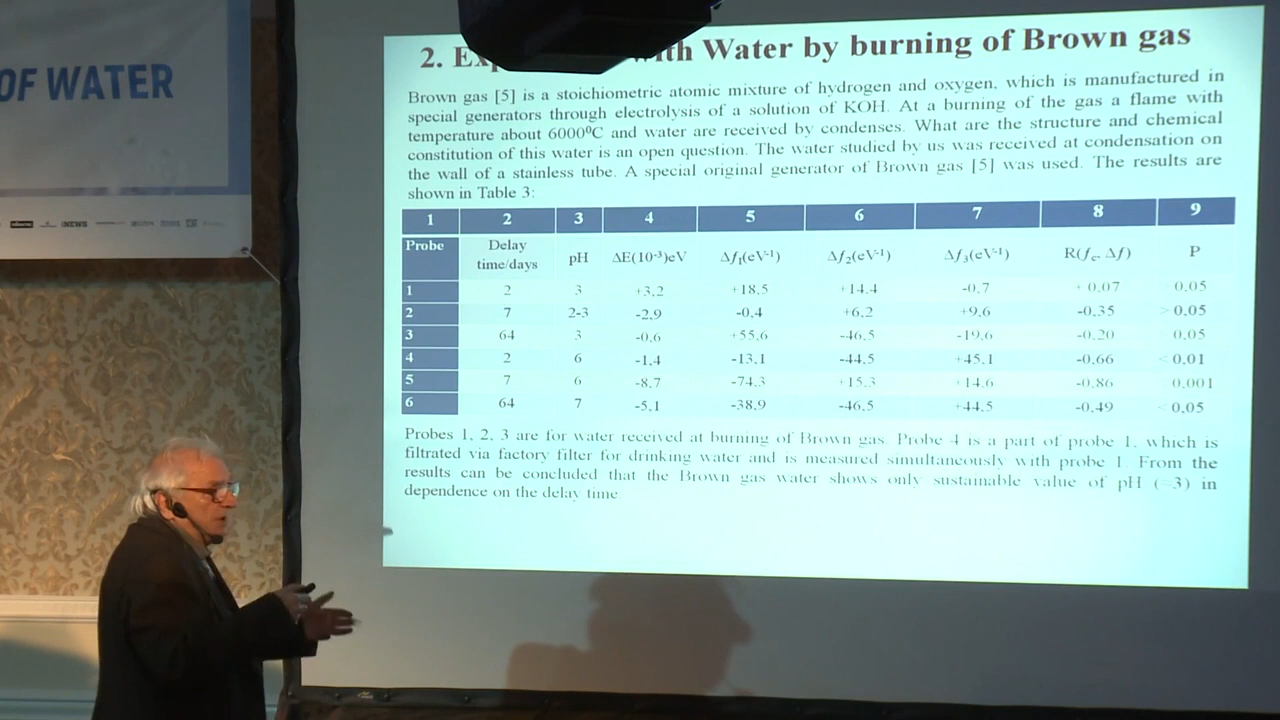 OF WATER
NEWS
2. Ex with Water by burning of Brown gas
Brown gas [5] is a stoichiometric atomic mixture of hydrogen and oxygen, which is manufactured in
special generators through electrolysis of a solution of KOH. At a burning of the gas a flame with
temperature about 6000⁰C and water are received by condenses. What are the structure and chemical
constitution of this water is an open question. The water studied by us was received at condensation on
the wall of a stainless tube. A special original generator of Brown gas [5] was used. The results are
shown in Table 3:
1 2 3 4 5 6 7 8 9
Probe Delay time/days pH ΔE(10⁻³)eV Δf₁(eV⁻¹) Δf₂(eV⁻¹) Δf₃(eV⁻¹) R(fc, Δf) P
1 2 3 +3,2 +18.5 +14.4 -0.7 + 0.07 0.05
2 7 2-3 -2,9 -0.4 +6.2 +9.6 -0.35 > 0.05
3 64 3 -0,6 +55.6 -46.5 -19.6 -0.20 0.05
4 2 6 -1,4 -13.1 -44.5 +45.1 -0.66 < 0.01
5 7 6 -8,7 -74.3 +15.3 +14.6 -0.86 0.001
6 64 7 -5,1 -38.9 -46.5 +44.5 -0.49 < 0.05
Probes 1, 2, 3 are for water received at burning of Brown gas. Probe 4 is a part of probe 1, which is
filtrated via factory filter for drinking water and is measured simultaneously with probe 1. From the
results can be concluded that the Brown gas water shows only sustainable value of pH (=3) in
dependence on the delay time.